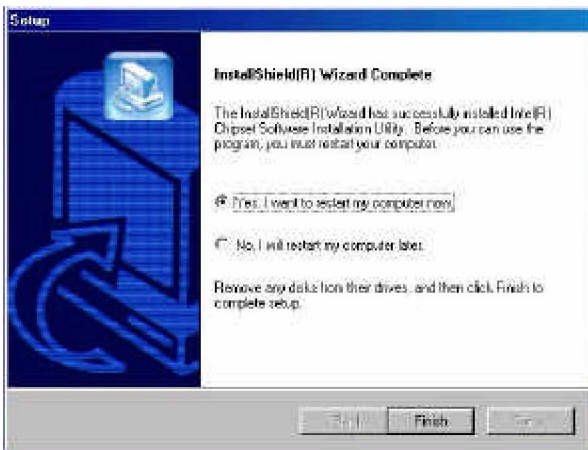 Setup
InstallShield(R) Wizard Complete
The InstallShield(R) Wizard has successfully installed Intel(R)
Chipset Software Installation Utility. Before you can use the
program, you must restart your computer.
Yes, I want to restart my computer now.
No, I will restart my computer later.
Remove any disks from their drives, and then click Finish to
complete setup.
Finish